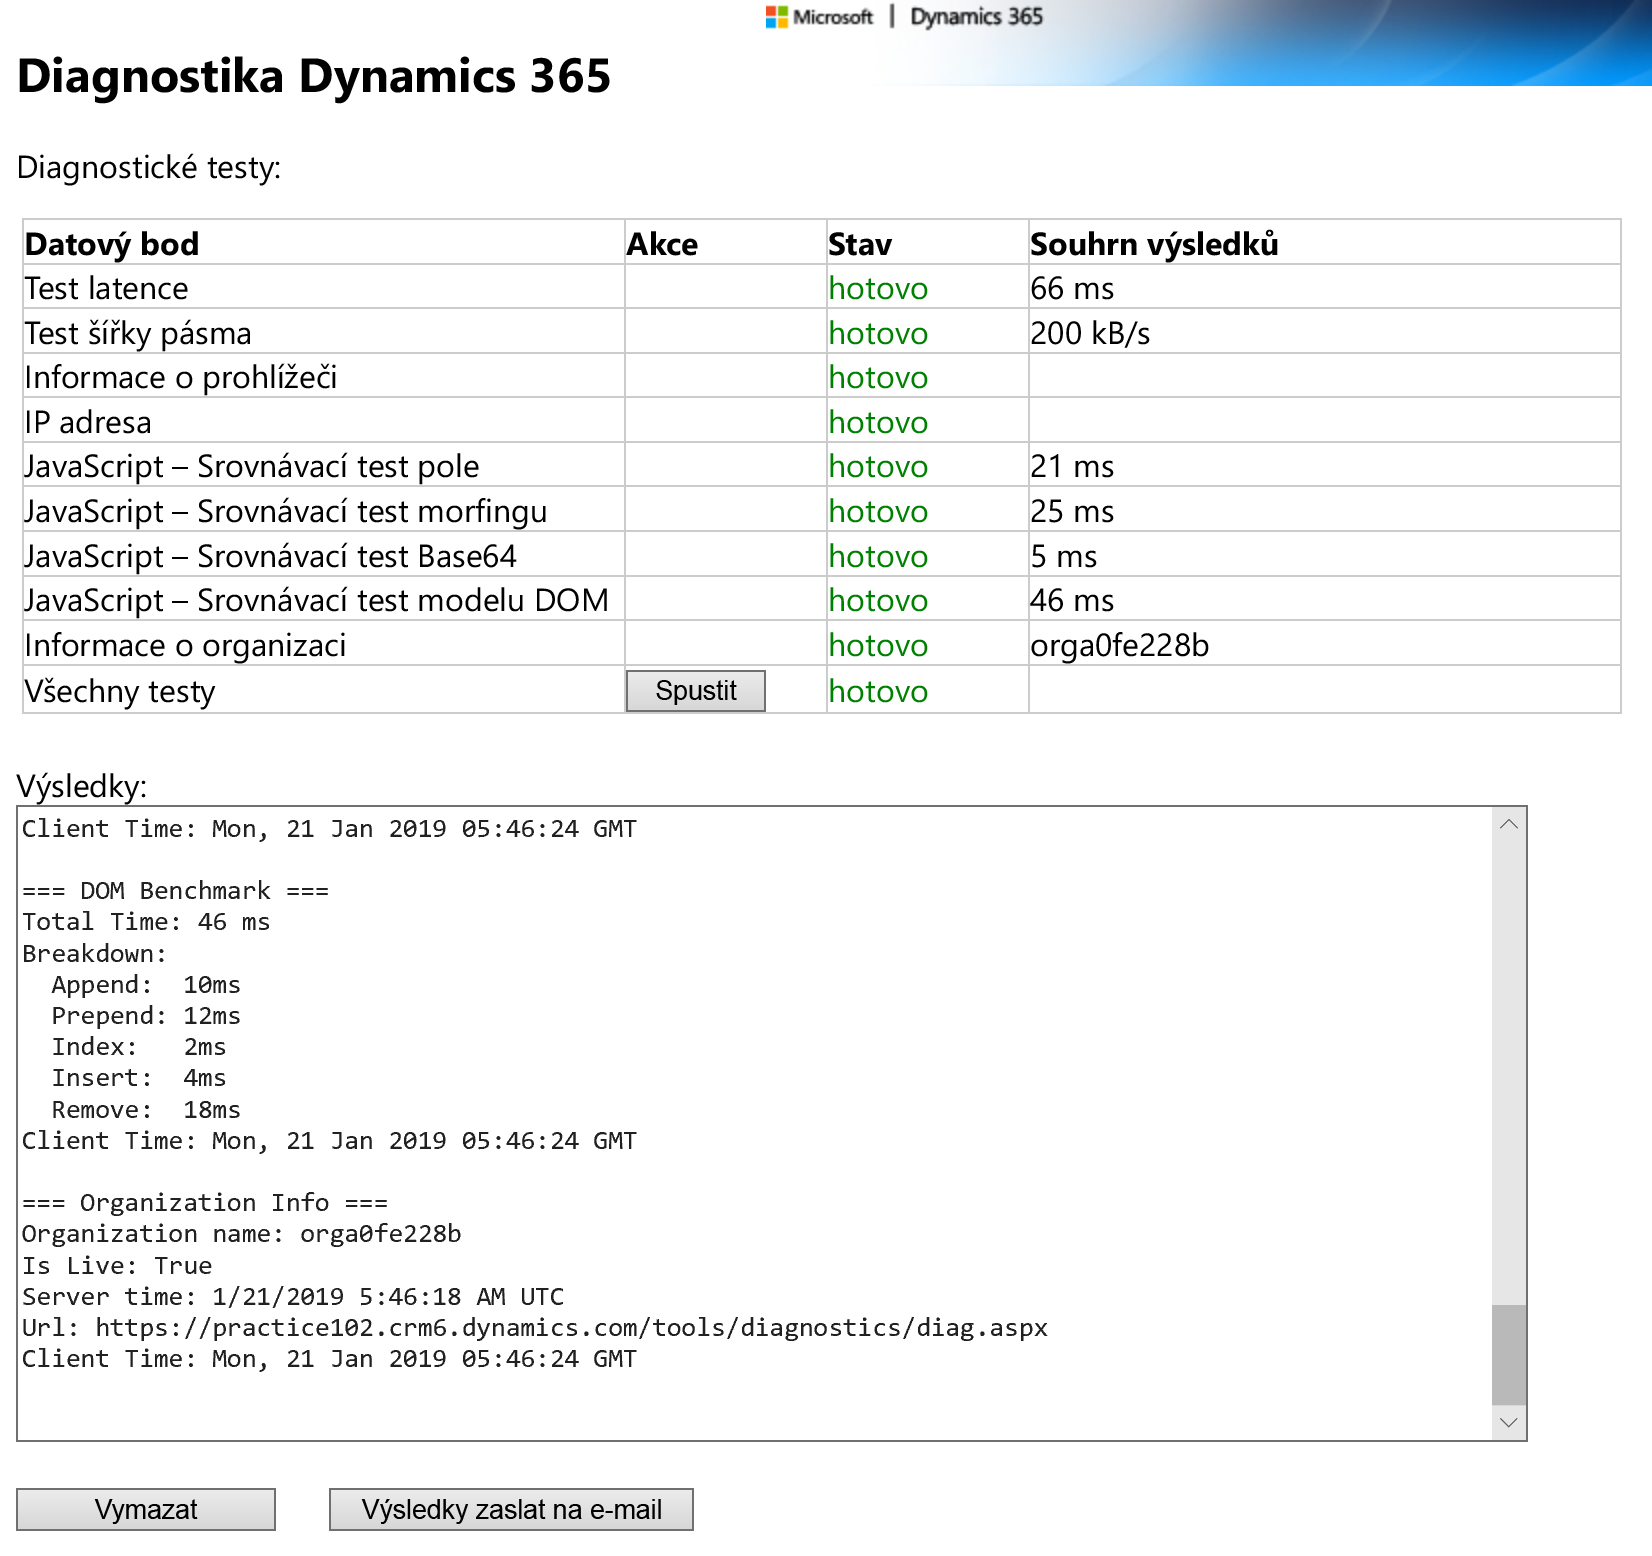 Microsoft | Dynamics 365
Diagnostika Dynamics 365
Diagnostické testy:
Datový bod Akce Stav Souhrn výsledků
Test latence hotovo 66 ms
Test šířky pásma hotovo 200 kB/s
Informace o prohlížeči hotovo
IP adresa hotovo
JavaScript – Srovnávací test pole hotovo 21 ms
JavaScript – Srovnávací test morfingu hotovo 25 ms
JavaScript – Srovnávací test Base64 hotovo 5 ms
JavaScript – Srovnávací test modelu DOM hotovo 46 ms
Informace o organizaci hotovo orga0fe228b
Všechny testy Spustit hotovo
Výsledky:
Client Time: Mon, 21 Jan 2019 05:46:24 GMT
=== DOM Benchmark ===
Total Time: 46 ms
Breakdown:
Append: 10ms
Prepend: 12ms
Index: 2ms
Insert: 4ms
Remove: 18ms
Client Time: Mon, 21 Jan 2019 05:46:24 GMT
=== Organization Info ===
Organization name: orga0fe228b
Is Live: True
Server time: 1/21/2019 5:46:18 AM UTC
Url: https://practice102.crm6.dynamics.com/tools/diagnostics/diag.aspx
Client Time: Mon, 21 Jan 2019 05:46:24 GMT
Vymazat Výsledky zaslat na e-mail